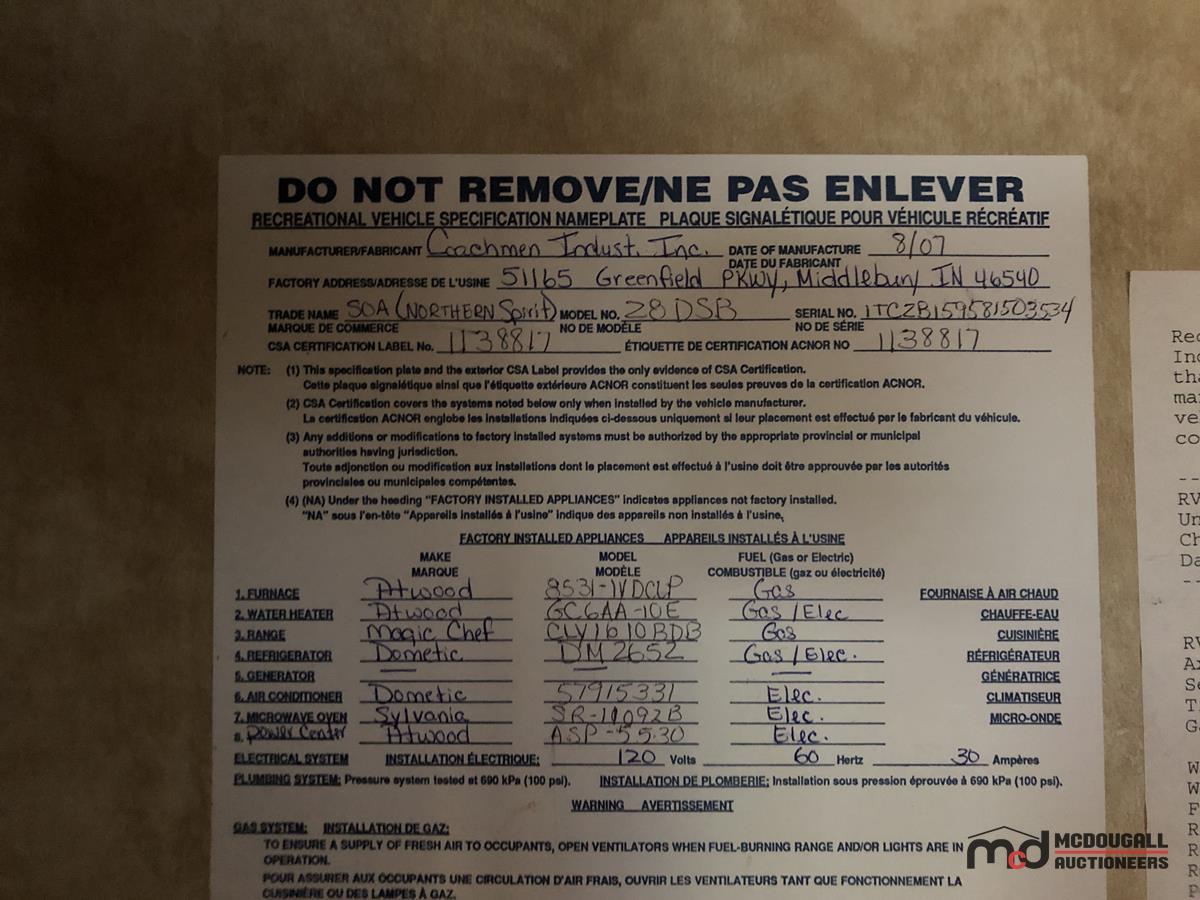 DO NOT REMOVE/NE PAS ENLEVER
RECREATIONAL VEHICLE SPECIFICATION NAMEPLATE PLAQUE SIGNALÉTIQUE POUR VÉHICULE RÉCRÉATIF
MANUFACTURER/FABRICANT Coachmen Indust. Inc. DATE OF MANUFACTURE 8/07
DATE DU FABRICANT
FACTORY ADDRESS/ADRESSE DE L'USINE 51165 Greenfield PKWY, Middlebury IN 46540
TRADE NAME SOA (NORTHERN Spirit) MODEL NO. 28DSB SERIAL NO. 1TCZB159581503534
MARQUE DE COMMERCE NO DE MODÈLE NO DE SÉRIE
CSA CERTIFICATION LABEL No. 1138817 ÉTIQUETTE DE CERTIFICATION ACNOR NO 1138817
NOTE: (1) This specification plate and the exterior CSA Label provides the only evidence of CSA Certification.
Cette plaque signalétique ainsi que l'étiquette extérieure ACNOR constituent les seules preuves de la certification ACNOR.
(2) CSA Certification covers the systems noted below only when installed by the vehicle manufacturer.
La certification ACNOR englobe les installations indiquées ci-dessous uniquement si leur placement est effectué par le fabricant du véhicule.
(3) Any additions or modifications to factory installed systems must be authorized by the appropriate provincial or municipal
authorities having jurisdiction.
Toute adjonction ou modification aux installations dont le placement est effectué à l'usine doit être approuvée par les autorités
provinciales ou municipales compétentes.
(4) (NA) Under the heading "FACTORY INSTALLED APPLIANCES" indicates appliances not factory installed.
"NA" sous l'en-tête "Appareils installés à l'usine" indique des appareils non installés à l'usine.
FACTORY INSTALLED APPLIANCES APPAREILS INSTALLÉS À L'USINE
MAKE MODEL FUEL (Gas or Electric)
MARQUE MODÈLE COMBUSTIBLE (gaz ou électricité)
1. FURNACE Atwood 8531-IVDCLP Gas FOURNAISE À AIR CHAUD
2. WATER HEATER Atwood GC6AA-10E Gas/Elec CHAUFFE-EAU
3. RANGE Magic Chef CLY1610BDB Gas CUISINIÈRE
4. REFRIGERATOR Dometic DM2652 Gas/Elec. RÉFRIGÉRATEUR
5. GENERATOR — — — GÉNÉRATRICE
6. AIR CONDITIONER Dometic 57915331 Elec. CLIMATISEUR
7. MICROWAVE OVEN Sylvania SR-11092B Elec. MICRO-ONDE
8. Power Center Atwood ASP-5530 Elec.
ELECTRICAL SYSTEM INSTALLATION ÉLECTRIQUE: 120 Volts 60 Hertz 30 Ampères
PLUMBING SYSTEM: Pressure system tested at 690 kPa (100 psi). INSTALLATION DE PLOMBERIE: Installation sous pression éprouvée à 690 kPa (100 psi).
WARNING AVERTISSEMENT
GAS SYSTEM: INSTALLATION DE GAZ:
TO ENSURE A SUPPLY OF FRESH AIR TO OCCUPANTS, OPEN VENTILATORS WHEN FUEL-BURNING RANGE AND/OR LIGHTS ARE IN
OPERATION.
POUR ASSURER AUX OCCUPANTS UNE CIRCULATION D'AIR FRAIS, OUVRIR LES VENTILATEURS TANT QUE FONCTIONNEMENT LA
CUISINIÈRE OU DES LAMPES À GAZ.
mcd MCDOUGALL
AUCTIONEERS